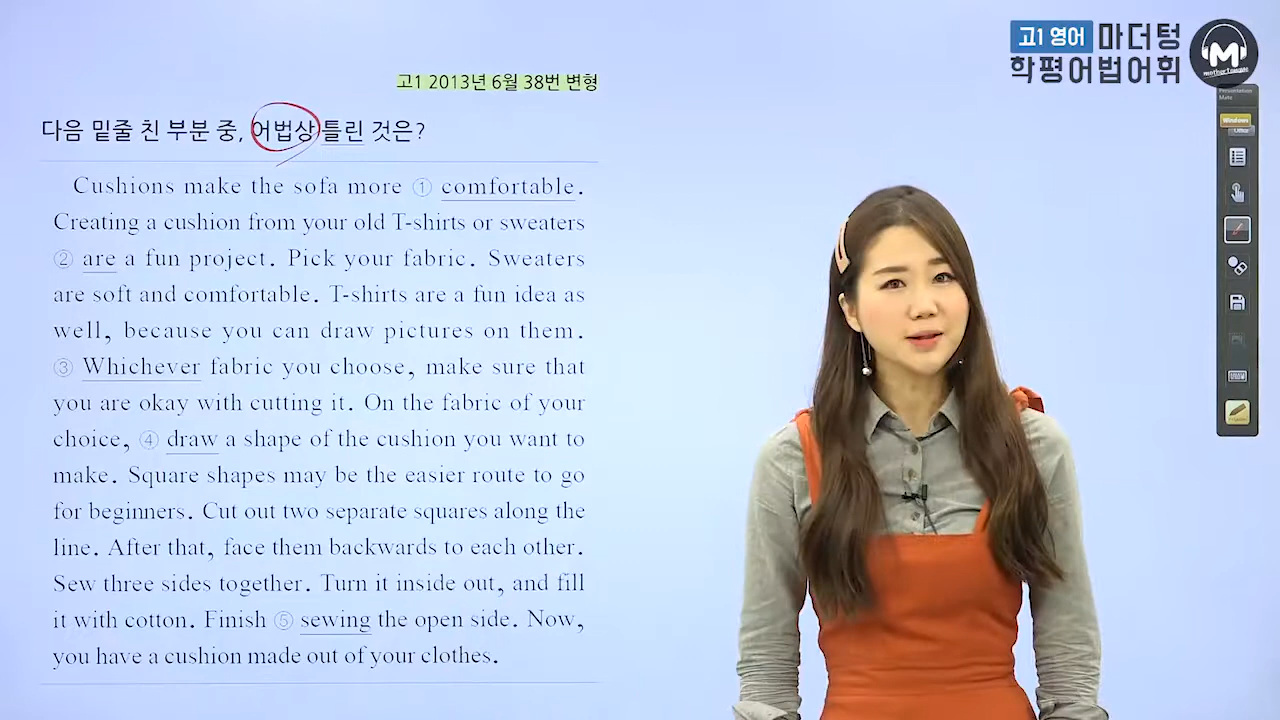 고1 영어 마더텅
학평어법어휘
M
mothertongue
Presentation
Mate
Windows
Office
고1 2013년 6월 38번 변형
다음 밑줄 친 부분 중, 어법상 틀린 것은?
Cushions make the sofa more ① comfortable.
Creating a cushion from your old T-shirts or sweaters
② are a fun project. Pick your fabric. Sweaters
are soft and comfortable. T-shirts are a fun idea as
well, because you can draw pictures on them.
③ Whichever fabric you choose, make sure that
you are okay with cutting it. On the fabric of your
choice, ④ draw a shape of the cushion you want to
make. Square shapes may be the easier route to go
for beginners. Cut out two separate squares along the
line. After that, face them backwards to each other.
Sew three sides together. Turn it inside out, and fill
it with cotton. Finish ⑤ sewing the open side. Now,
you have a cushion made out of your clothes.